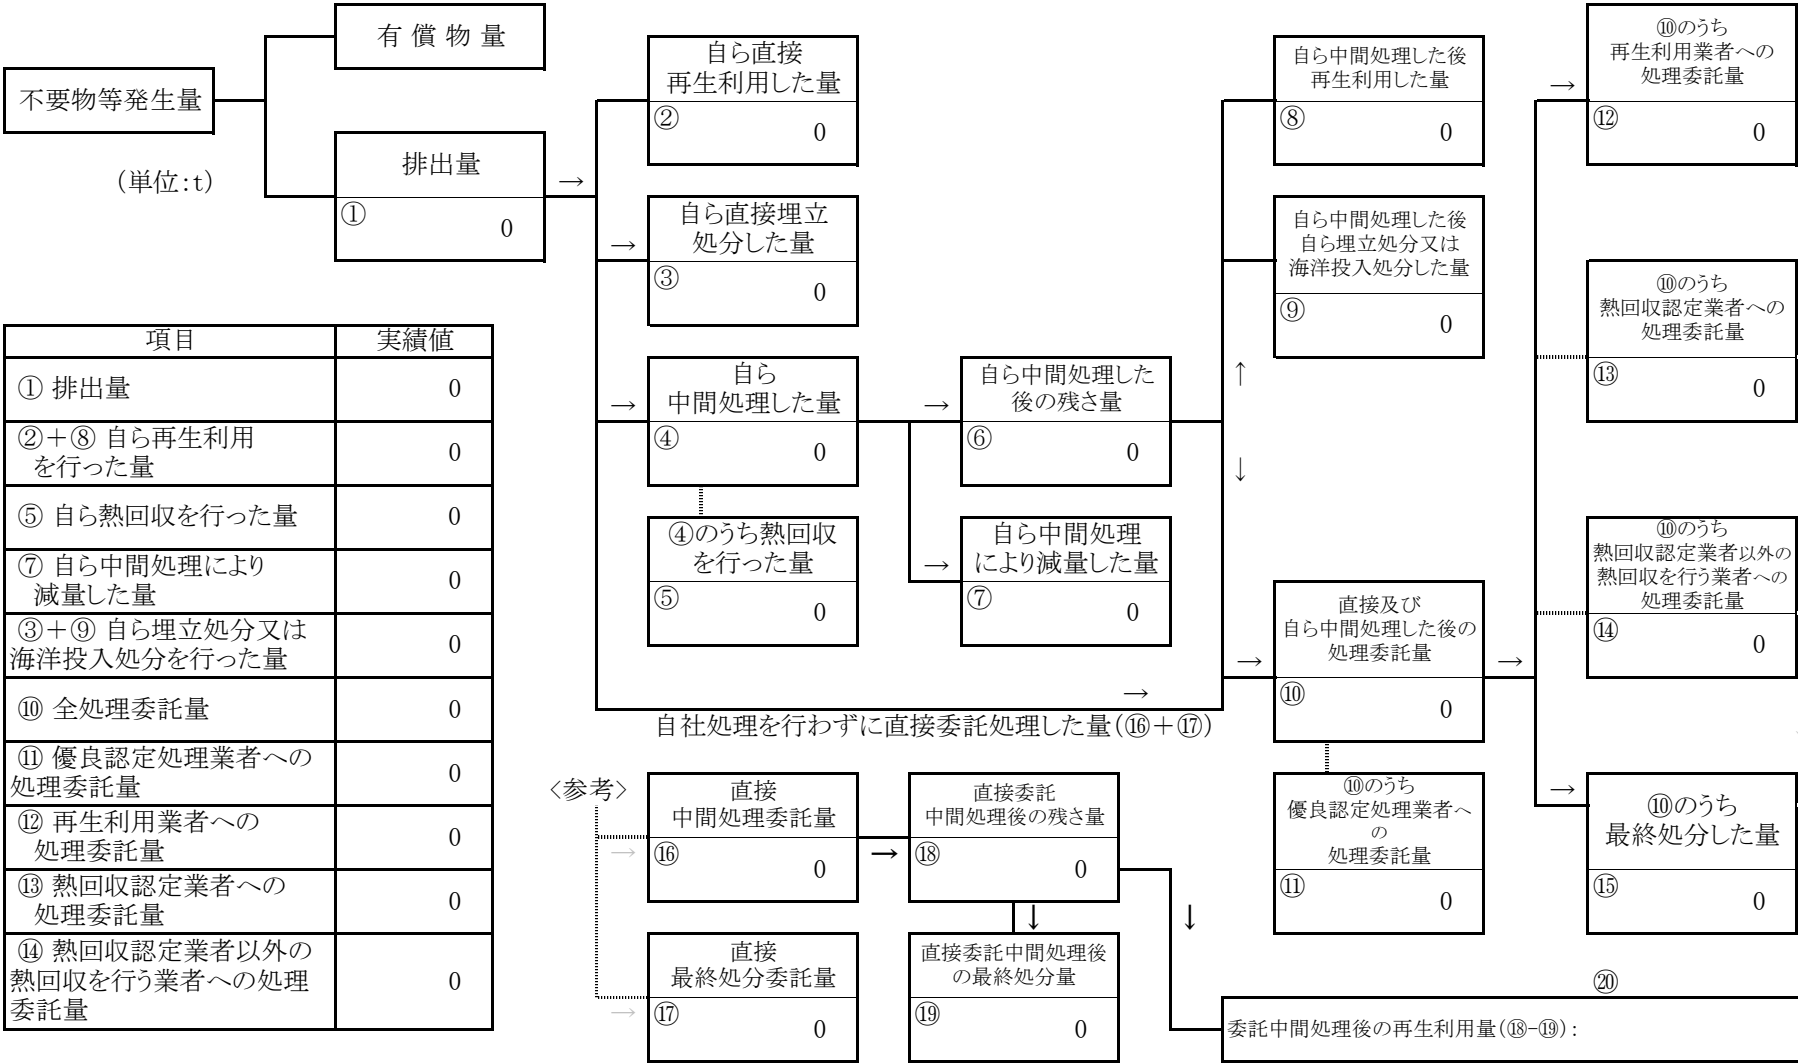 不要物等発生量
(単位:t)
有 償 物 量
排出量
→
①
0
自ら直接
再生利用した量
②
0
→
自ら直接埋立
処分した量
③
0
→
自ら
中間処理した量
④
0
④のうち熱回収
を行った量
⑤
0
→
自ら中間処理した
後の残さ量
⑥
0
→
自ら中間処理
により減量した量
⑦
0
自ら中間処理した後
再生利用した量
⑧
0
自ら中間処理した後
自ら埋立処分又は
海洋投入処分した量
⑨
0
↑
↓
→
直接及び
自ら中間処理した後の
処理委託量
⑩
0
→
⑩のうち
優良認定処理業者へ
の
処理委託量
⑪
0
→
⑩のうち
再生利用業者への
処理委託量
⑫
0
⑩のうち
熱回収認定業者への
処理委託量
⑬
0
⑩のうち
熱回収認定業者以外の
熱回収を行う業者への
処理委託量
⑭
0
→
⑩のうち
最終処分した量
⑮
0
→
自社処理を行わずに直接委託処理した量(⑯+⑰)
〈参考〉
→
直接
中間処理委託量
⑯
0
→
直接
最終処分委託量
⑰
0
→
直接委託
中間処理後の残さ量
⑱
0
↓
直接委託中間処理後
の最終処分量
⑲
0
↓
⑳
委託中間処理後の再生利用量(⑱-⑲):
項目 実績値
① 排出量 0
②+⑧ 自ら再生利用
を行った量 0
⑤ 自ら熱回収を行った量 0
⑦ 自ら中間処理により
減量した量 0
③+⑨ 自ら埋立処分又は
海洋投入処分を行った量 0
⑩ 全処理委託量 0
⑪ 優良認定処理業者への
処理委託量 0
⑫ 再生利用業者への
処理委託量 0
⑬ 熱回収認定業者への
処理委託量 0
⑭ 熱回収認定業者以外の
熱回収を行う業者への処理 0
委託量